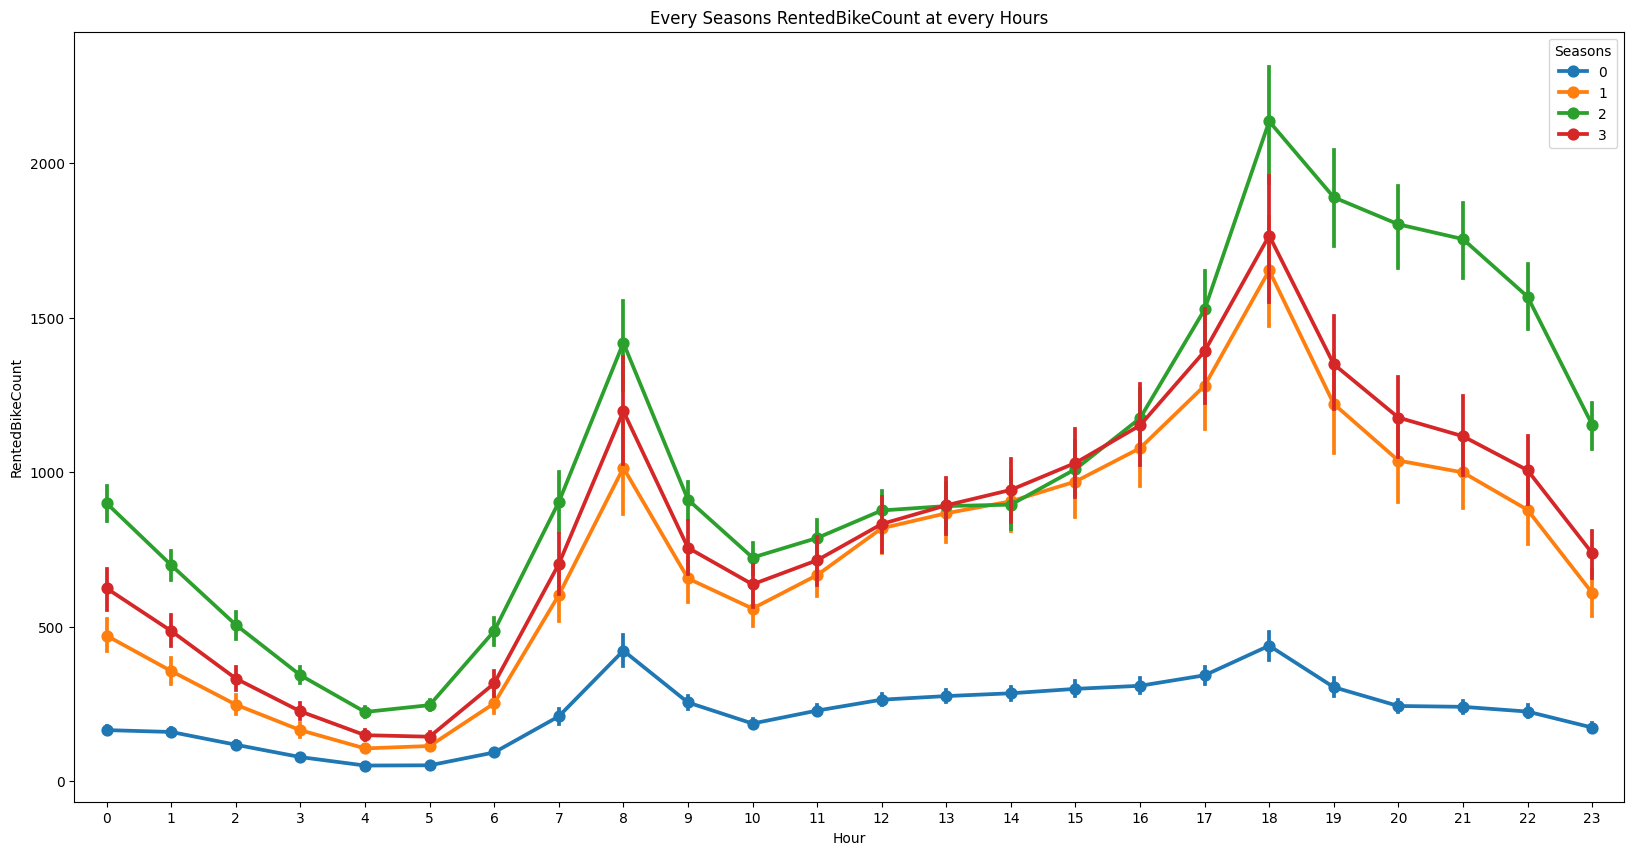 Every Seasons RentedBikeCount at every Hours
Seasons
0
1
2
3
RentedBikeCount
2000
1500
1000
500
0
0 1 2 3 4 5 6 7 8 9 10 11 12 13 14 15 16 17 18 19 20 21 22 23
Hour